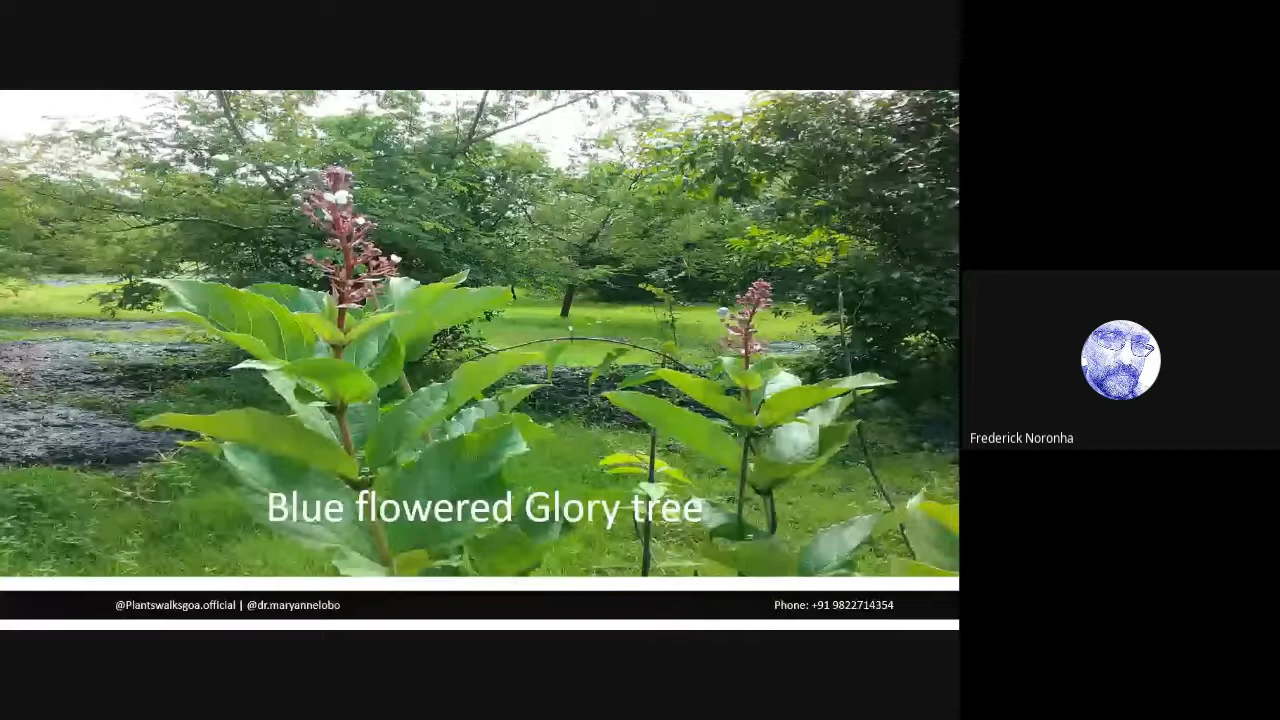 Blue flowered Glory tree
@Plantswalksgoa.official | @dr.maryannelobo
Phone: +91 9822714354
Frederick Noronha